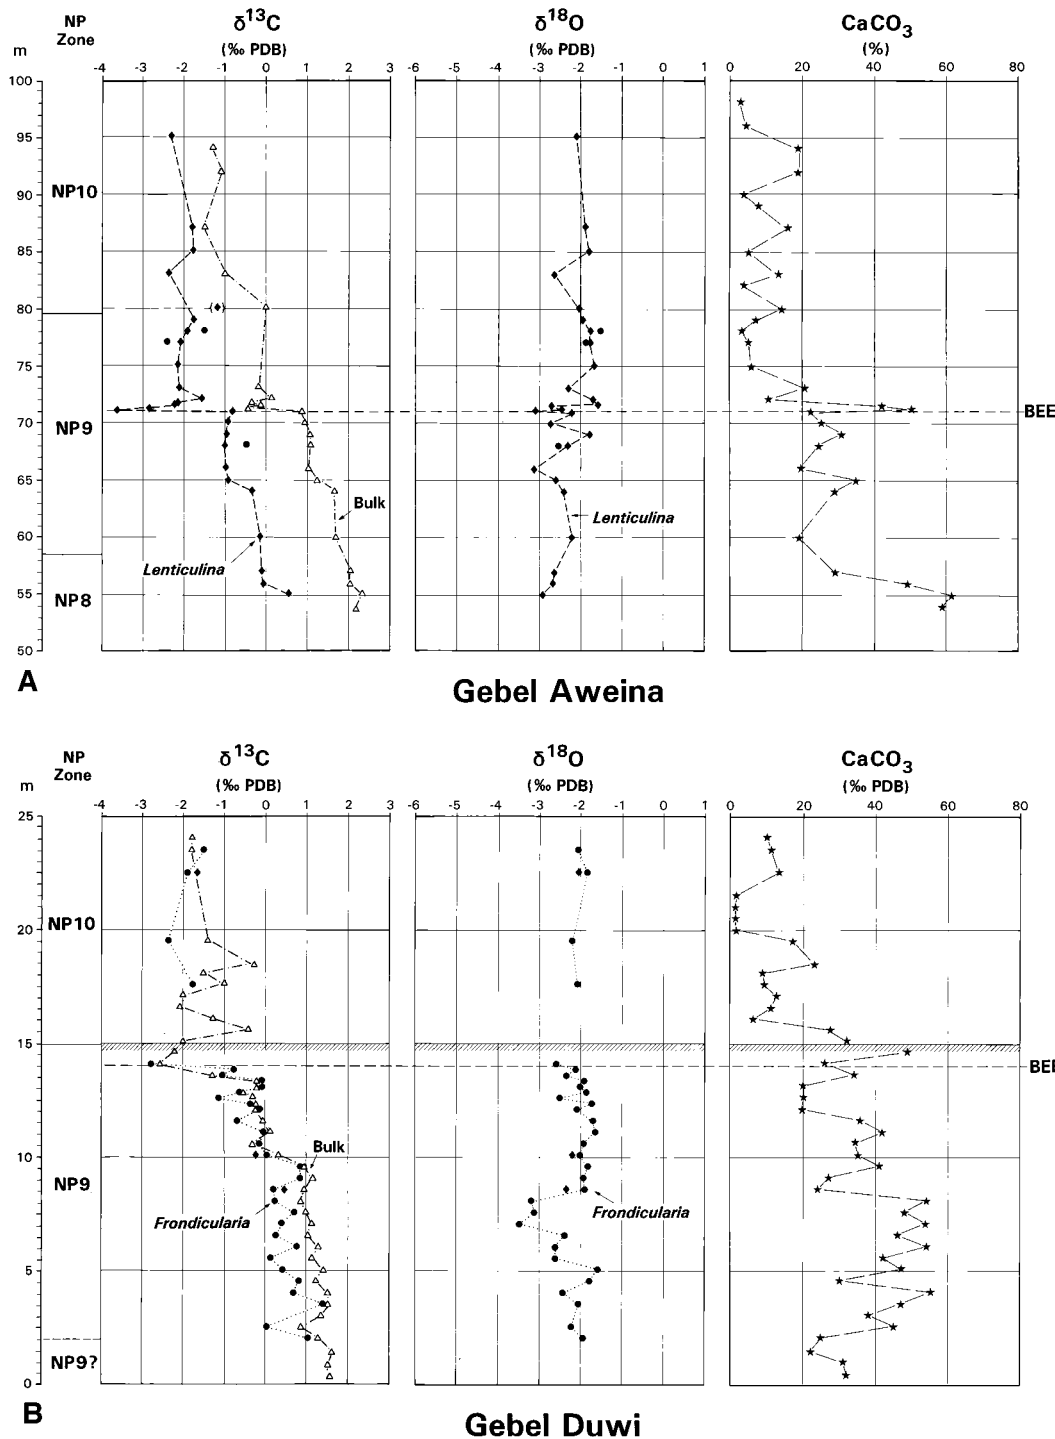 NP Zone
δ13C
(‰ PDB)
δ18O
(‰ PDB)
CaCO3
(%)
m
-4 -3 -2 -1 0 1 2 3
-6 -5 -4 -3 -2 -1 0 1
0 20 40 60 80
100
95
90
85
80
75
70
65
60
55
50
NP10
NP9
NP8
BEE
Bulk
Lenticulina
Lenticulina
A
Gebel Aweina
NP Zone
δ13C
(‰ PDB)
δ18O
(‰ PDB)
CaCO3
(‰ PDB)
m
-4 -3 -2 -1 0 1 2 3
-6 -5 -4 -3 -2 -1 0 1
0 20 40 60 80
25
20
15
10
5
0
NP10
NP9
NP9?
BEE
Bulk
Frondicularia
Frondicularia
B
Gebel Duwi